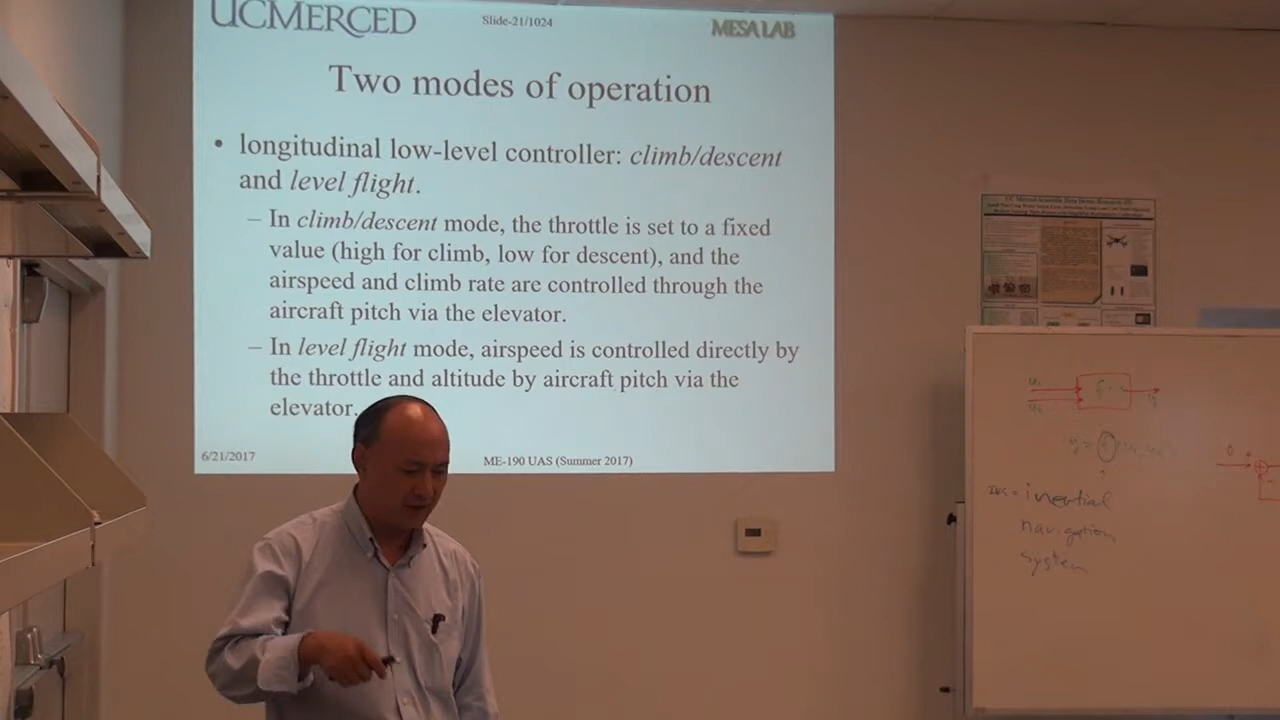 UCMERCED
Slide-21/1024
MESA LAB
Two modes of operation
• longitudinal low-level controller: climb/descent
and level flight.
– In climb/descent mode, the throttle is set to a fixed
value (high for climb, low for descent), and the
airspeed and climb rate are controlled through the
aircraft pitch via the elevator.
– In level flight mode, airspeed is controlled directly by
the throttle and altitude by aircraft pitch via the
elevator.
6/21/2017
ME-190 UAS (Summer 2017)
inertial
navigation
system